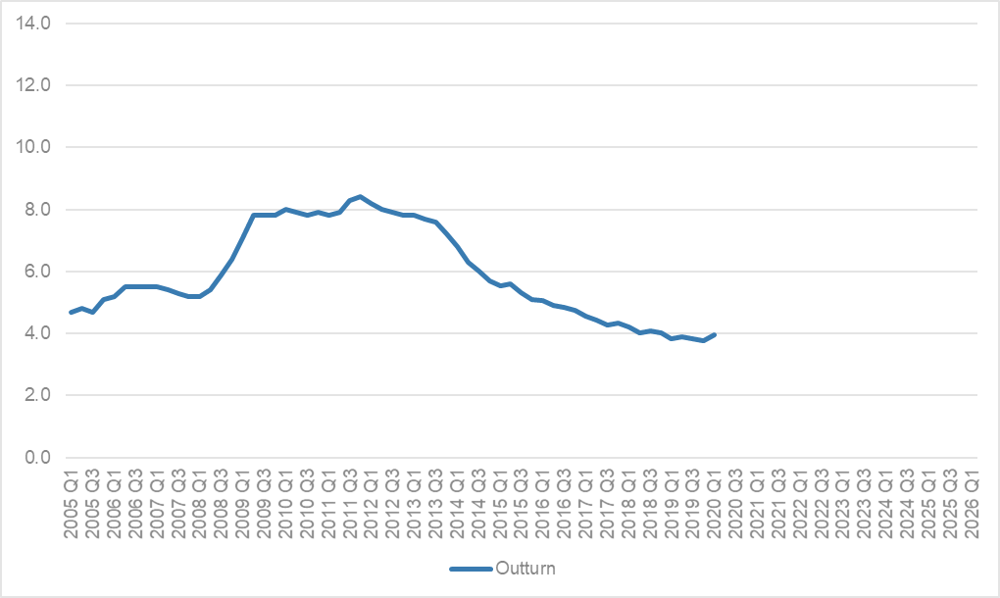 14.0
12.0
10.0
8.0
6.0
4.0
2.0
0.0
2005 Q1
2005 Q3
2006 Q1
2006 Q3
2007 Q1
2007 Q3
2008 Q1
2008 Q3
2009 Q1
2009 Q3
2010 Q1
2010 Q3
2011 Q1
2011 Q3
2012 Q1
2012 Q3
2013 Q1
2013 Q3
2014 Q1
2014 Q3
2015 Q1
2015 Q3
2016 Q1
2016 Q3
2017 Q1
2017 Q3
2018 Q1
2018 Q3
2019 Q1
2019 Q3
2020 Q1
2020 Q3
2021 Q1
2021 Q3
2022 Q1
2022 Q3
2023 Q1
2023 Q3
2024 Q1
2024 Q3
2025 Q1
2025 Q3
2026 Q1
Outturn